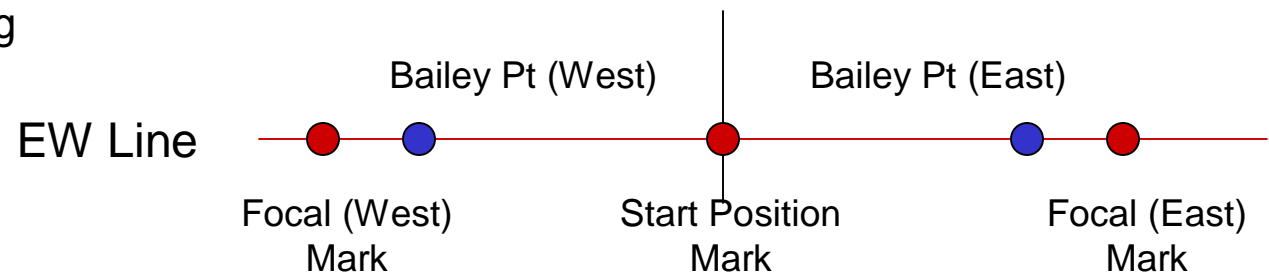 g
Bailey Pt (West) Bailey Pt (East)
EW Line
Focal (West) Start Position Focal (East)
Mark Mark Mark